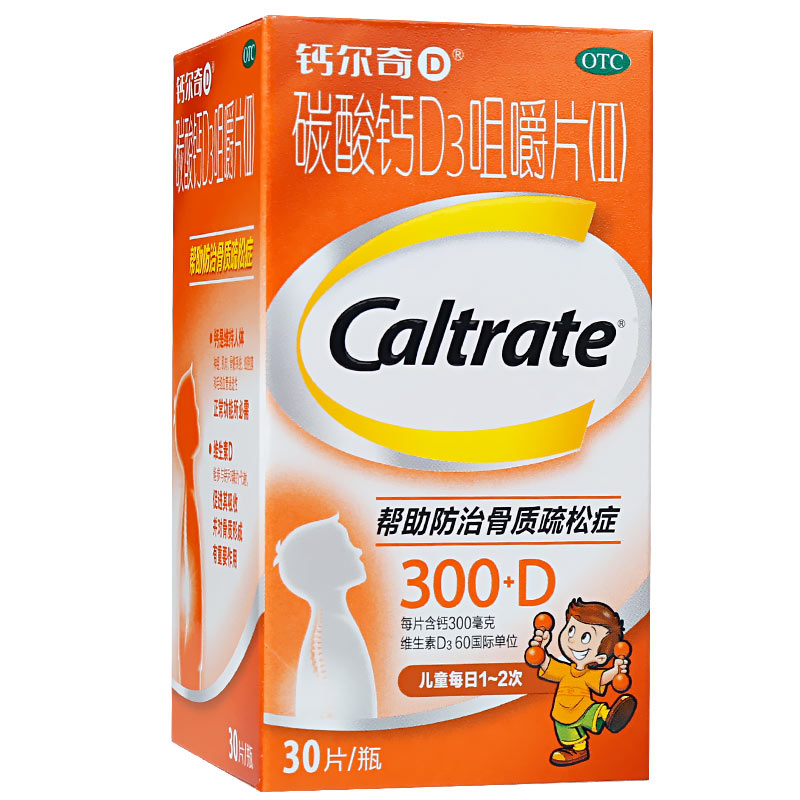 钙尔奇D®
OTC
碳酸钙D3咀嚼片(II)
Caltrate®
帮助防治骨质疏松症
300+D
每片含钙300毫克
维生素D3 60国际单位
儿童每日1~2次
30片/瓶
钙尔奇D®
碳酸钙D3咀嚼片(II)
帮助防治骨质疏松症
• 钙是维持人体
正常功能所必需
• 维生素D
促进其吸收
并对骨质形成
有重要作用
30片/瓶